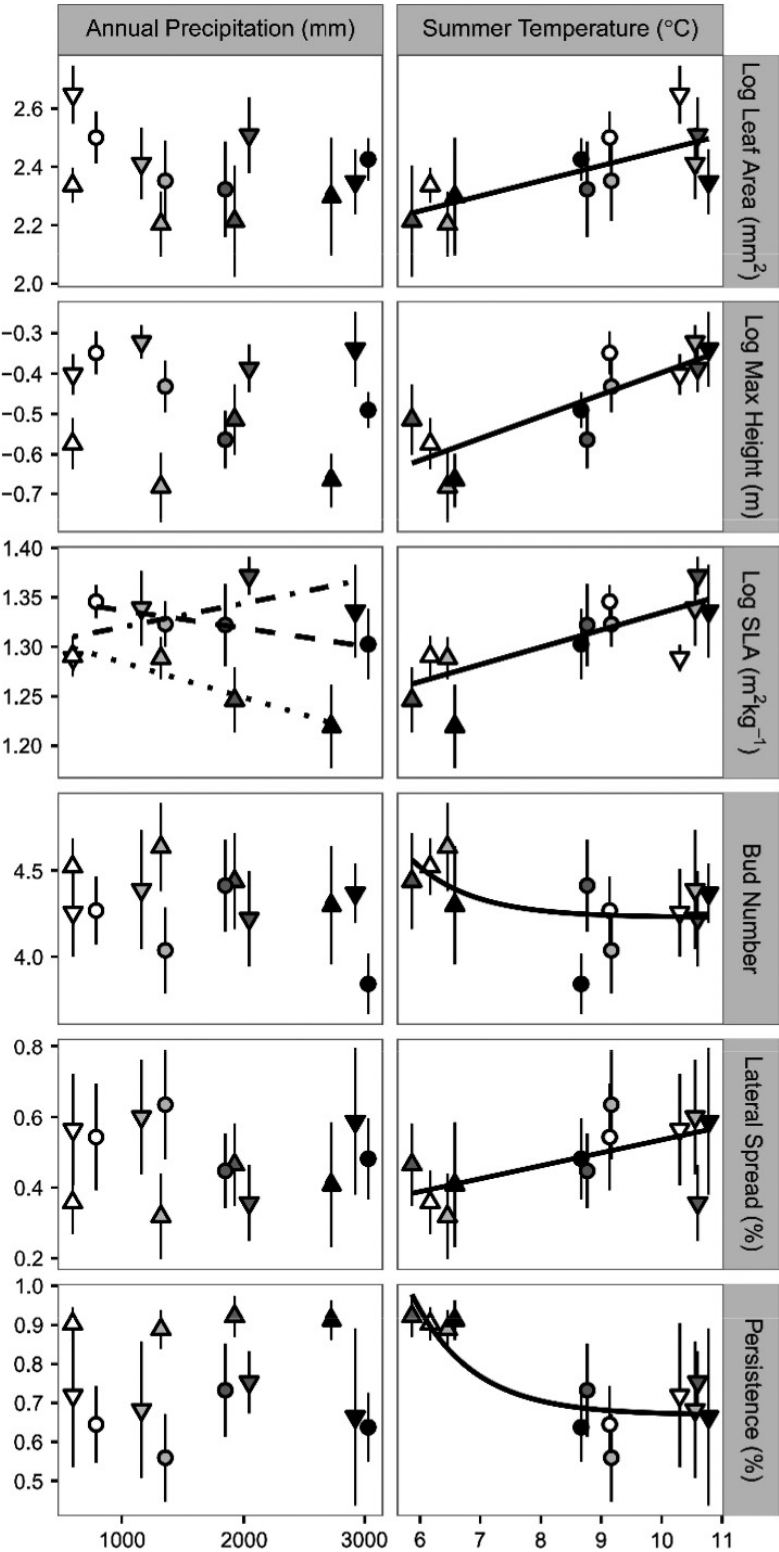 Annual Precipitation (mm)
Summer Temperature (°C)
2.6
2.4
2.2
2.0
Log Leaf Area (mm²)
−0.3
−0.4
−0.5
−0.6
−0.7
Log Max Height (m)
1.40
1.35
1.30
1.25
1.20
Log SLA (m²kg⁻¹)
4.5
4.0
Bud Number
0.8
0.6
0.4
0.2
Lateral Spread (%)
1.0
0.9
0.8
0.7
0.6
0.5
Persistence (%)
1000 2000 3000
6 7 8 9 10 11